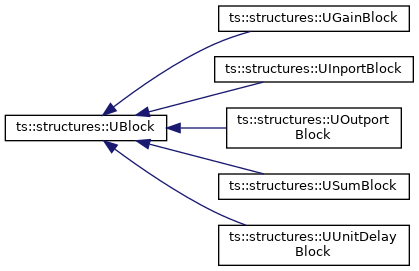 ts::structures::UGainBlock
ts::structures::UInportBlock
ts::structures::UBlock
ts::structures::UOutport
Block
ts::structures::USumBlock
ts::structures::UUnitDelay
Block